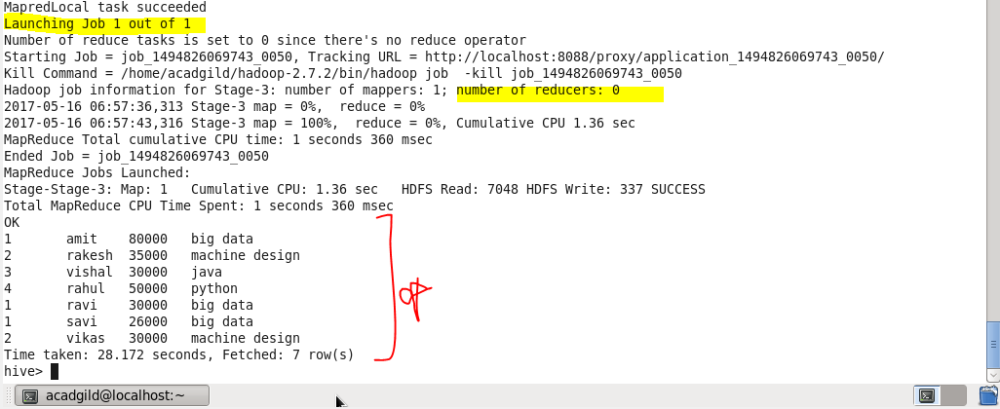 MapredLocal task succeeded
Launching Job 1 out of 1
Number of reduce tasks is set to 0 since there's no reduce operator
Starting Job = job_1494826069743_0050, Tracking URL = http://localhost:8088/proxy/application_1494826069743_0050/
Kill Command = /home/acadgild/hadoop-2.7.2/bin/hadoop job  -kill job_1494826069743_0050
Hadoop job information for Stage-3: number of mappers: 1; number of reducers: 0
2017-05-16 06:57:36,313 Stage-3 map = 0%,  reduce = 0%
2017-05-16 06:57:43,316 Stage-3 map = 100%,  reduce = 0%, Cumulative CPU 1.36 sec
MapReduce Total cumulative CPU time: 1 seconds 360 msec
Ended Job = job_1494826069743_0050
MapReduce Jobs Launched:
Stage-Stage-3: Map: 1   Cumulative CPU: 1.36 sec   HDFS Read: 7048 HDFS Write: 337 SUCCESS
Total MapReduce CPU Time Spent: 1 seconds 360 msec
OK
1       amit    80000   big data
2       rakesh  35000   machine design
3       vishal  30000   java
4       rahul   50000   python
1       ravi    30000   big data
1       savi    26000   big data
2       vikas   30000   machine design
op
Time taken: 28.172 seconds, Fetched: 7 row(s)
hive>
acadgild@localhost:~